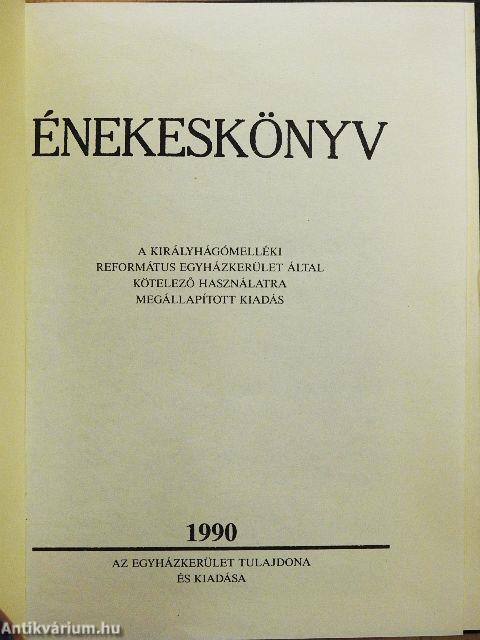 ÉNEKESKÖNYV
A KIRÁLYHÁGÓMELLÉKI
REFORMÁTUS EGYHÁZKERÜLET ÁLTAL
KÖTELEZŐ HASZNÁLATRA
MEGÁLLAPÍTOTT KIADÁS
1990
AZ EGYHÁZKERÜLET TULAJDONA
ÉS KIADÁSA
Antikvárium.hu